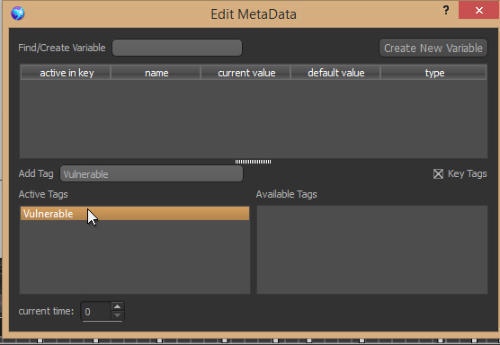 Edit MetaData
? ×
Find/Create Variable
Create New Variable
active in key name current value default value type
Add Tag Vulnerable
Key Tags
Active Tags Available Tags
Vulnerable
current time: 0